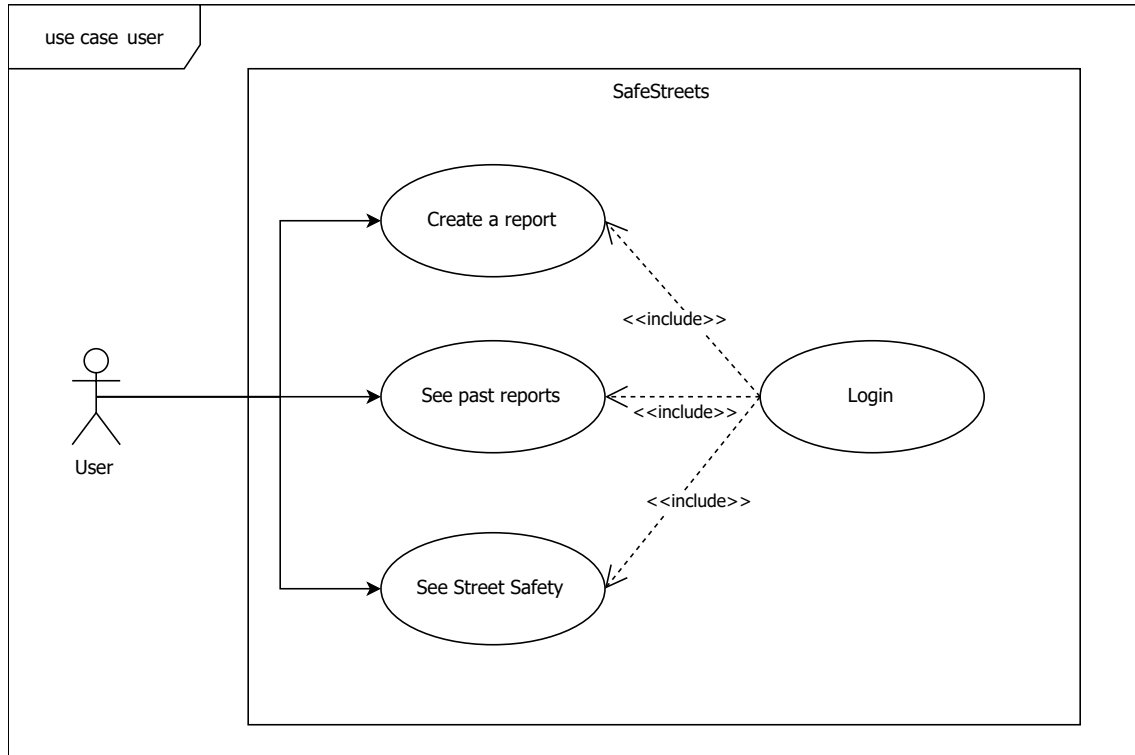 use case user
SafeStreets
Create a report
<<include>>
See past reports
Login
<<include>>
User
<<include>>
See Street Safety